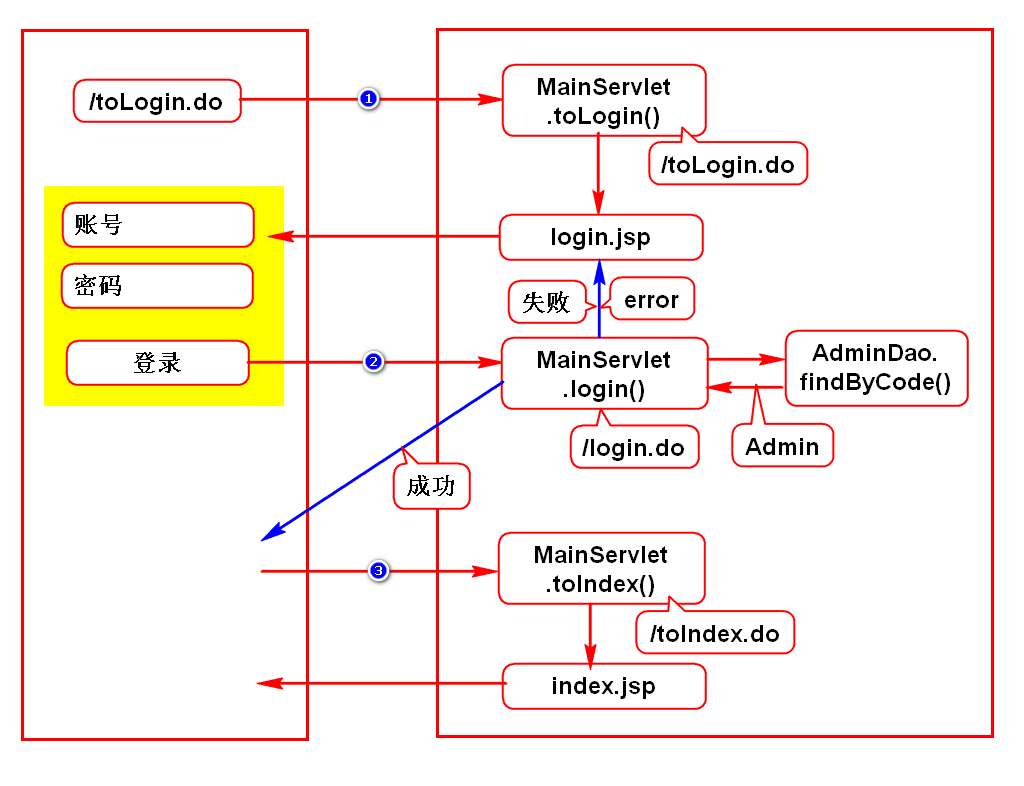 /toLogin.do
1
MainServlet
.toLogin()
/toLogin.do
账号
login.jsp
密码
失败
error
登录
2
MainServlet
.login()
AdminDao.
findByCode()
/login.do
Admin
成功
3
MainServlet
.toIndex()
/toIndex.do
index.jsp